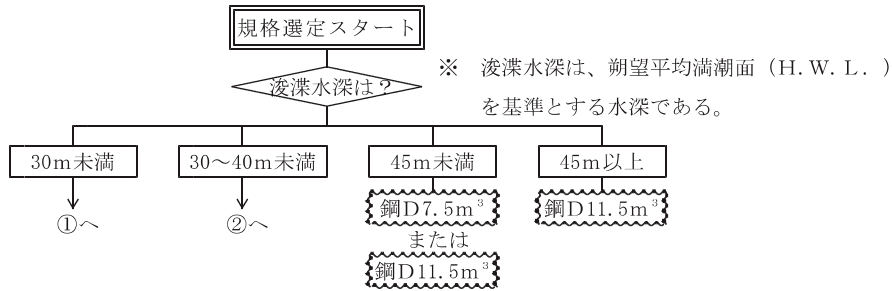 規格選定スタート
浚渫水深は？
※　浚渫水深は、朔望平均満潮面（H.W.L.）
を基準とする水深である。
30m未満
30～40m未満
45m未満
45m以上
①へ
②へ
鋼D7.5m³
または
鋼D11.5m³
鋼D11.5m³